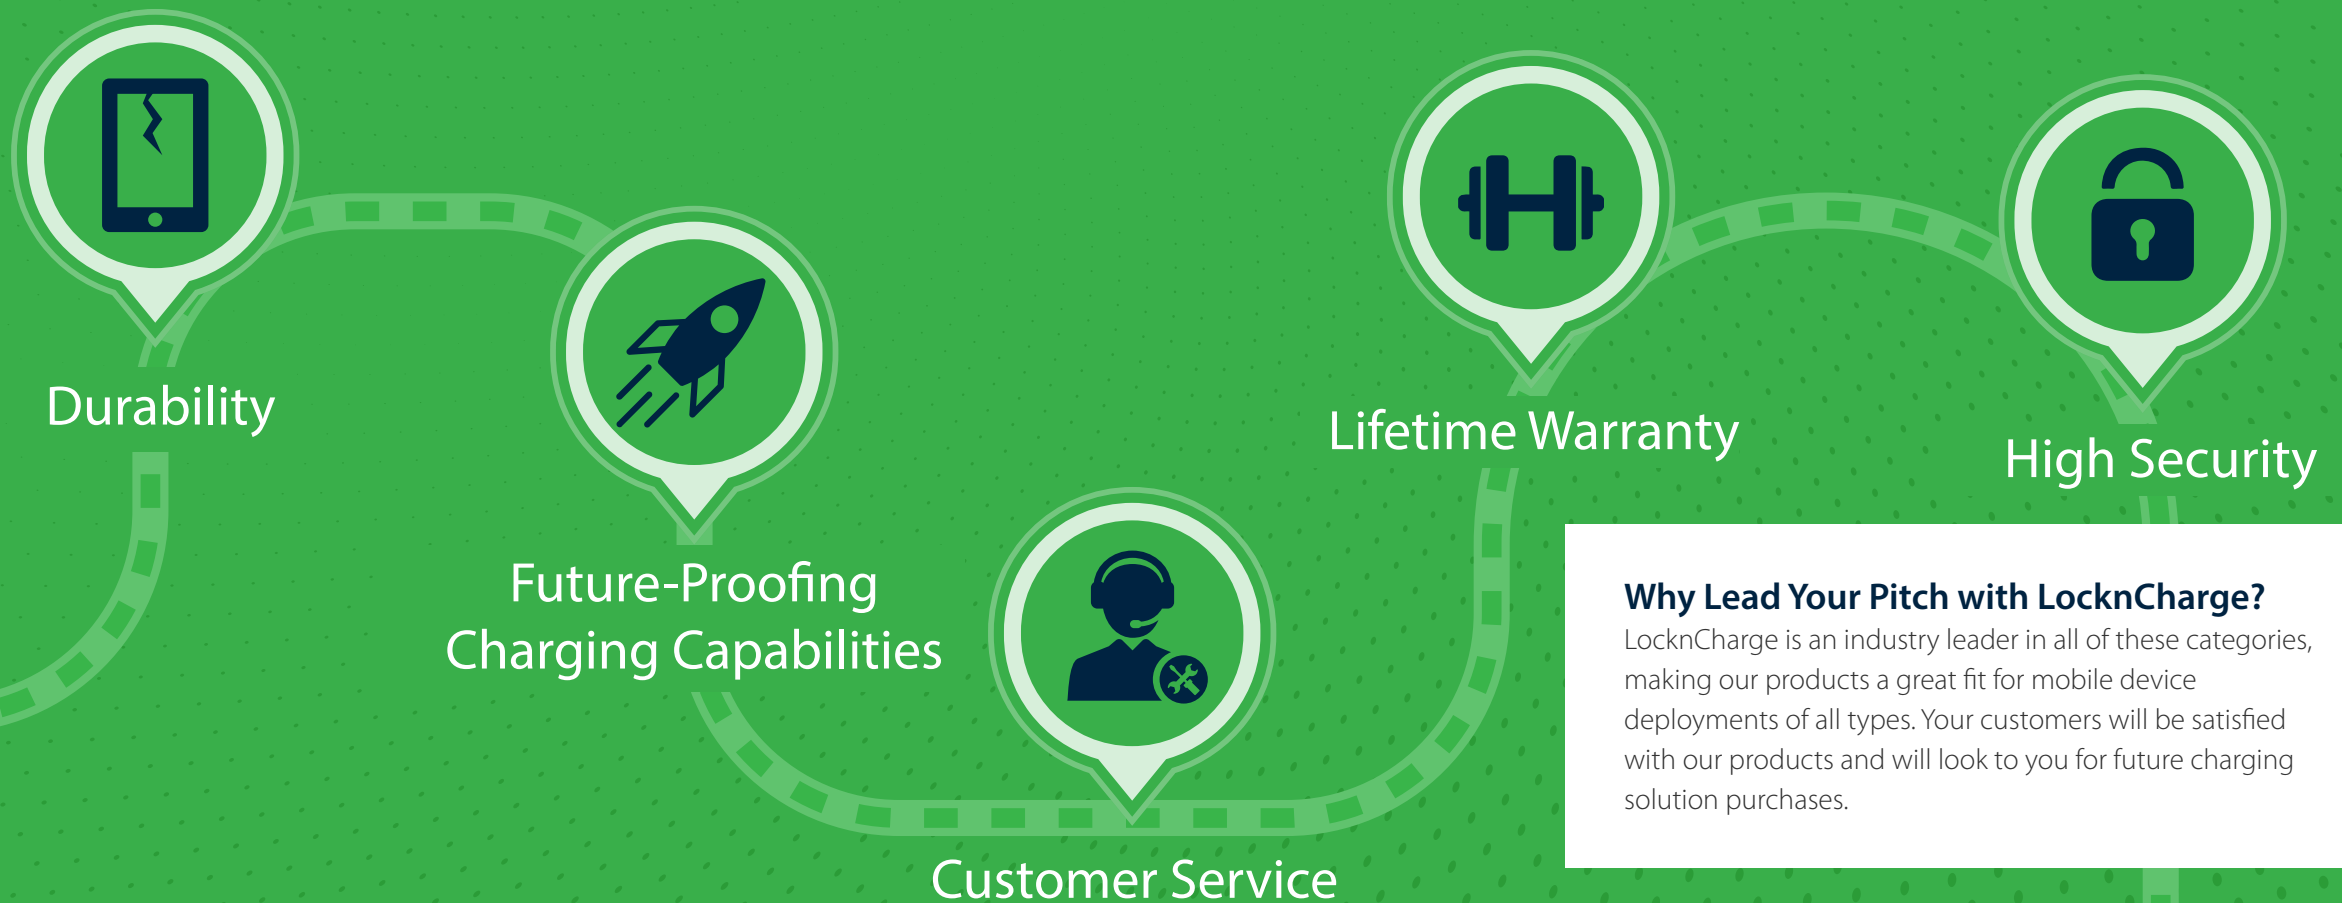 Durability
Future-Proofing
Charging Capabilities
Customer Service
Lifetime Warranty
High Security
Why Lead Your Pitch with LocknCharge?
LocknCharge is an industry leader in all of these categories,
making our products a great fit for mobile device
deployments of all types. Your customers will be satisfied
with our products and will look to you for future charging
solution purchases.